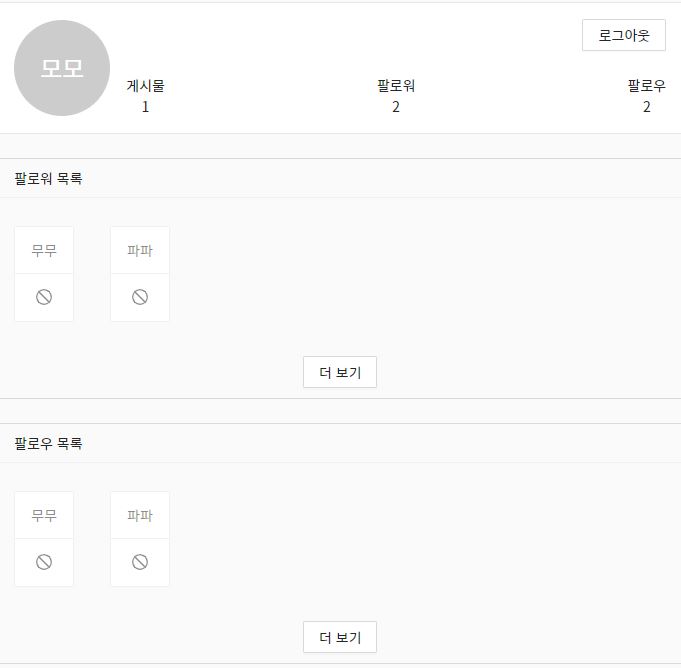 로그아웃
모모
게시물 팔로워 팔로우
1 2 2
팔로워 목록
무무 파파
더 보기
팔로우 목록
무무 파파
더 보기